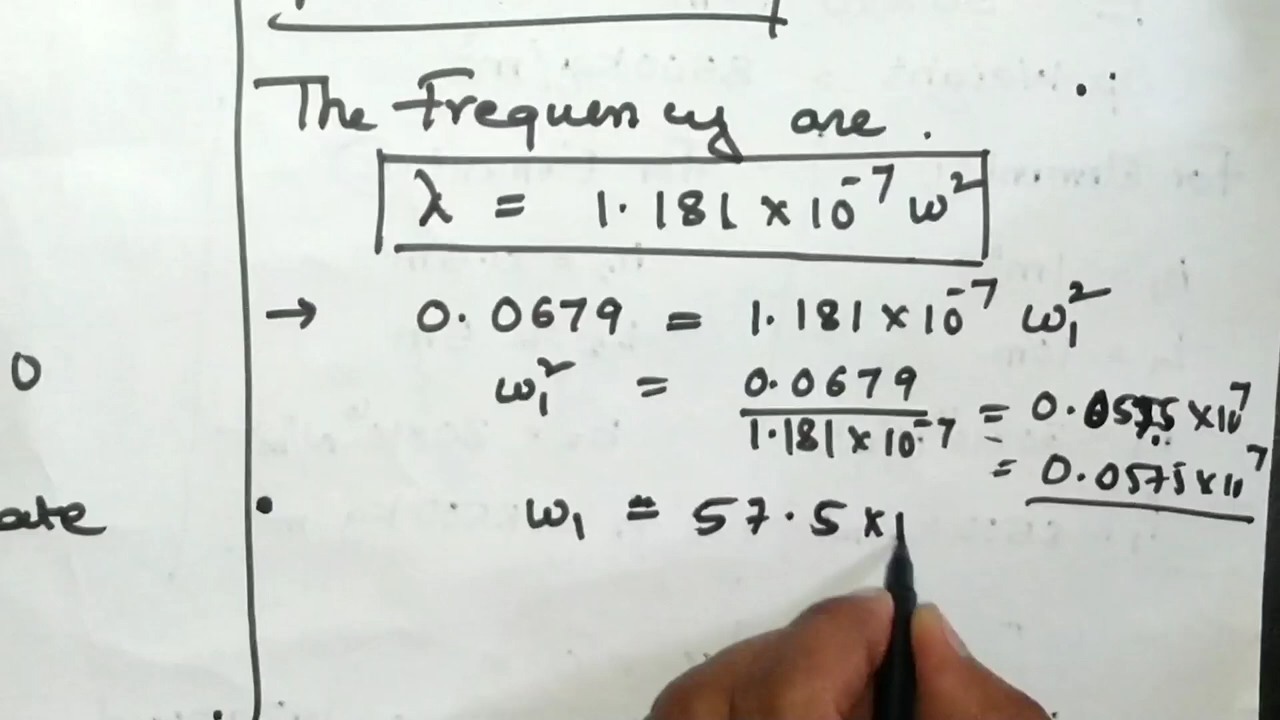 The Frequency are.
λ = 1.181×10⁻⁷ ω²
0
→ 0.0679 = 1.181×10⁻⁷ ω₁²
ω₁² = 0.0679 / 1.181×10⁻⁷ = 0.0575×10⁷
= 0.0575×10⁷
ate
• ω₁ = 57.5×1